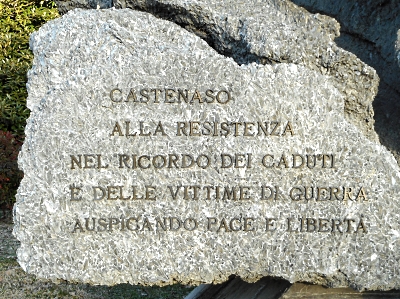 CASTENASO
ALLA RESISTENZA
NEL RICORDO DEI CADUTI
E DELLE VITTIME DI GUERRA
AUSPICANDO PACE E LIBERTÀ